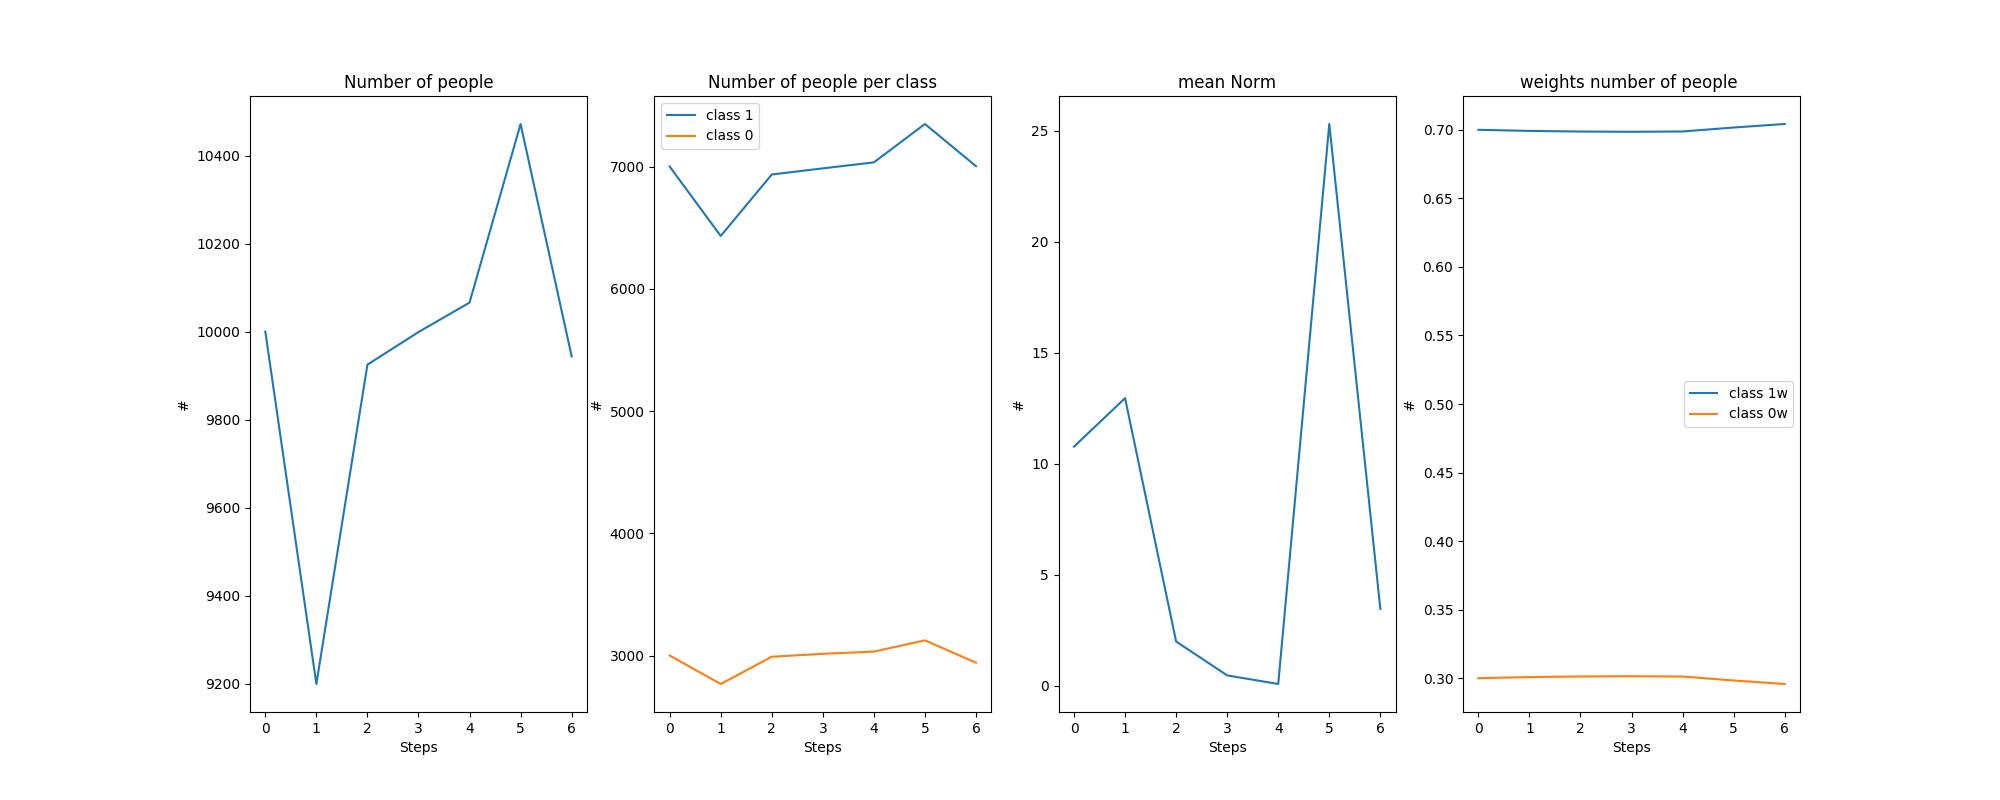 Number of people
10400
10200
10000
9800
9600
9400
9200
#
0 1 2 3 4 5 6
Steps
Number of people per class
class 1
class 0
7000
6000
5000
4000
3000
#
0 1 2 3 4 5 6
Steps
mean Norm
25
20
15
10
5
0
#
0 1 2 3 4 5 6
Steps
weights number of people
0.70
0.65
0.60
0.55
0.50
0.45
0.40
0.35
0.30
#
class 1w
class 0w
0 1 2 3 4 5 6
Steps